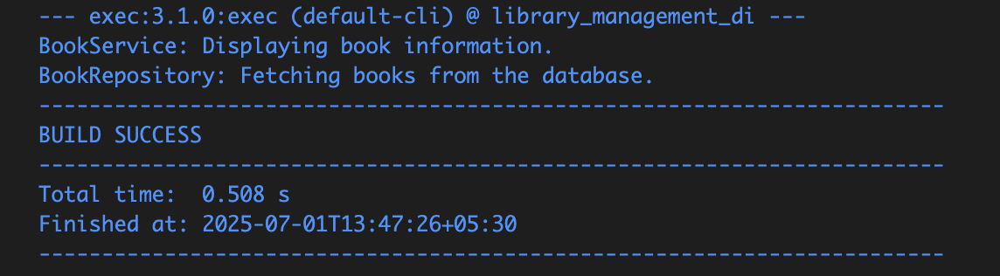 --- exec:3.1.0:exec (default-cli) @ library_management_di ---
BookService: Displaying book information.
BookRepository: Fetching books from the database.
------------------------------------------------------------------------
BUILD SUCCESS
------------------------------------------------------------------------
Total time:  0.508 s
Finished at: 2025-07-01T13:47:26+05:30
------------------------------------------------------------------------